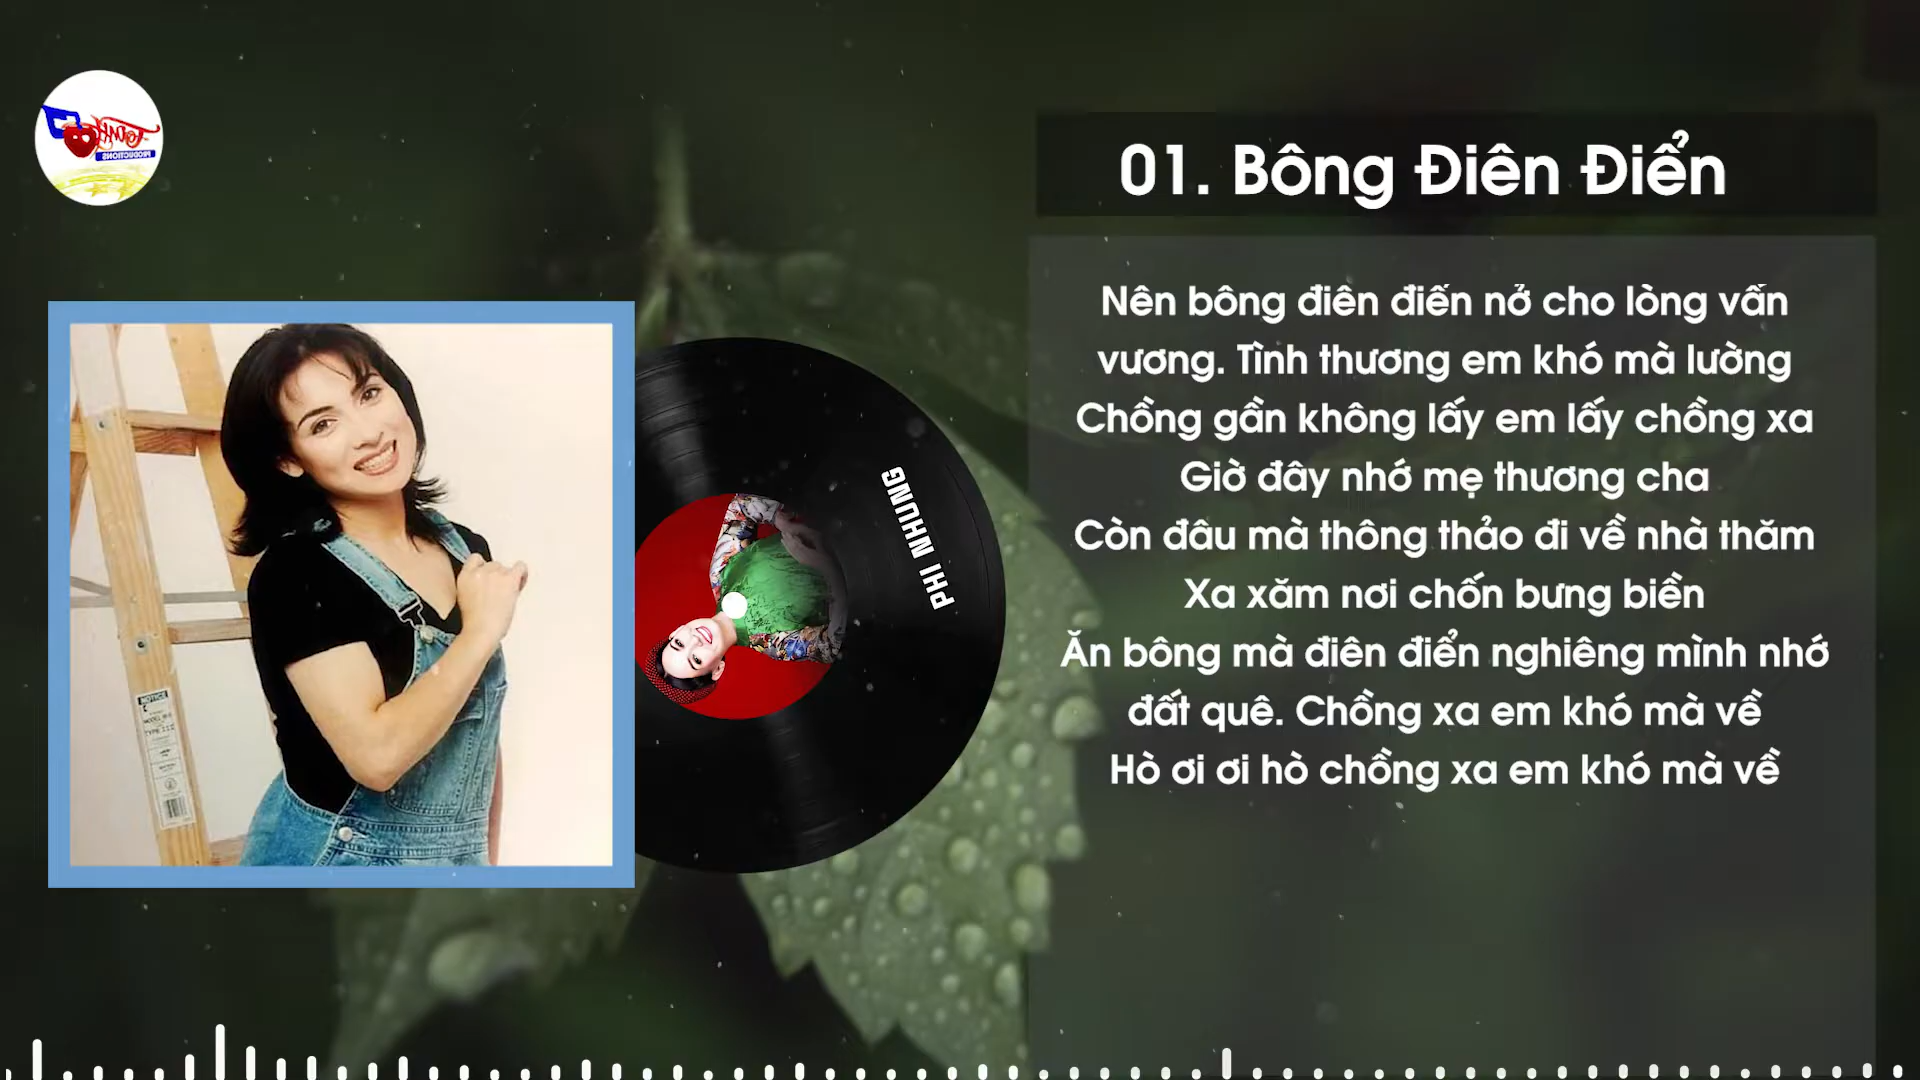 PRODUCTIONS
01. Bông Điên Điển
Nên bông điên điến nở cho lòng vấn
vương. Tình thương em khó mà lường
Chồng gần không lấy em lấy chồng xa
Giờ đây nhớ mẹ thương cha
Còn đâu mà thông thảo đi về nhà thăm
Xa xăm nơi chốn bưng biền
Ăn bông mà điên điển nghiêng mình nhớ
đất quê. Chồng xa em khó mà về
Hò ơi ơi hò chồng xa em khó mà về
PHI NHUNG
NOTICE